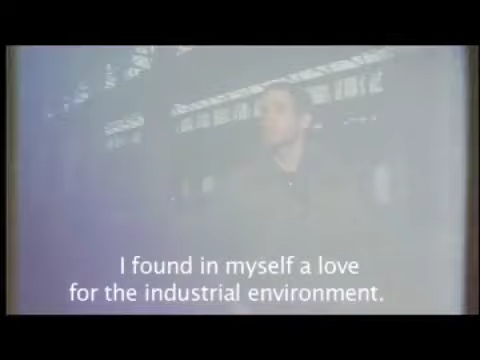 I found in myself a love
for the industrial environment.